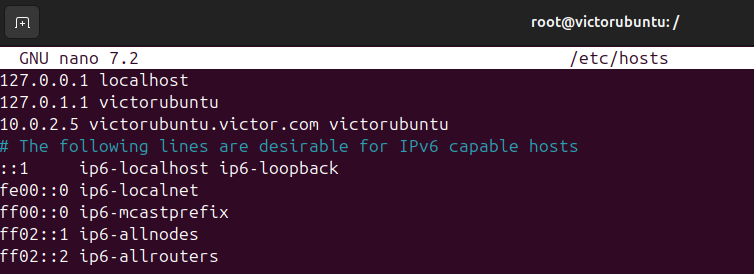 root@victorubuntu: /
GNU nano 7.2 /etc/hosts
127.0.0.1 localhost
127.0.1.1 victorubuntu
10.0.2.5 victorubuntu.victor.com victorubuntu
# The following lines are desirable for IPv6 capable hosts
::1     ip6-localhost ip6-loopback
fe00::0 ip6-localnet
ff00::0 ip6-mcastprefix
ff02::1 ip6-allnodes
ff02::2 ip6-allrouters